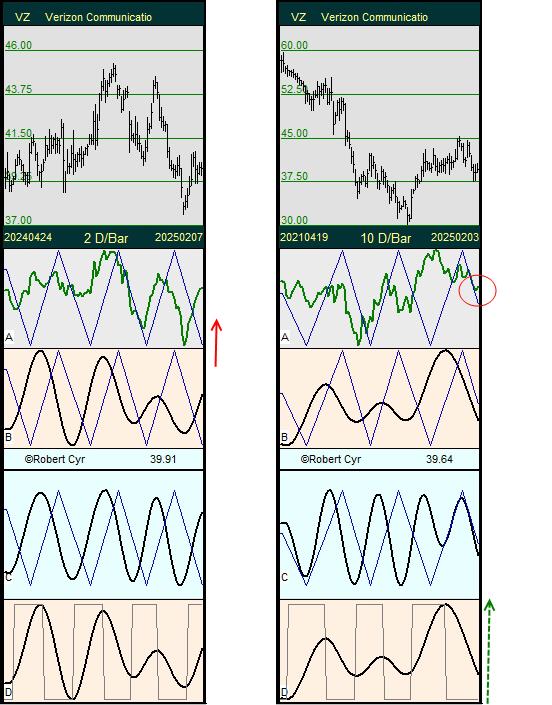 VZ Verizon Communicatio
46.00
43.75
41.50
39.25
37.00
20240424 2 D/Bar 20250207
A
B
©Robert Cyr 39.91
C
D
VZ Verizon Communicatio
60.00
52.50
45.00
37.50
30.00
20210419 10 D/Bar 20250203
A
B
©Robert Cyr 39.64
C
D